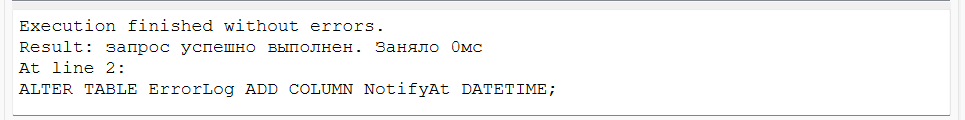 Execution finished without errors.
Result: запрос успешно выполнен. Заняло 0мс
At line 2:
ALTER TABLE ErrorLog ADD COLUMN NotifyAt DATETIME;